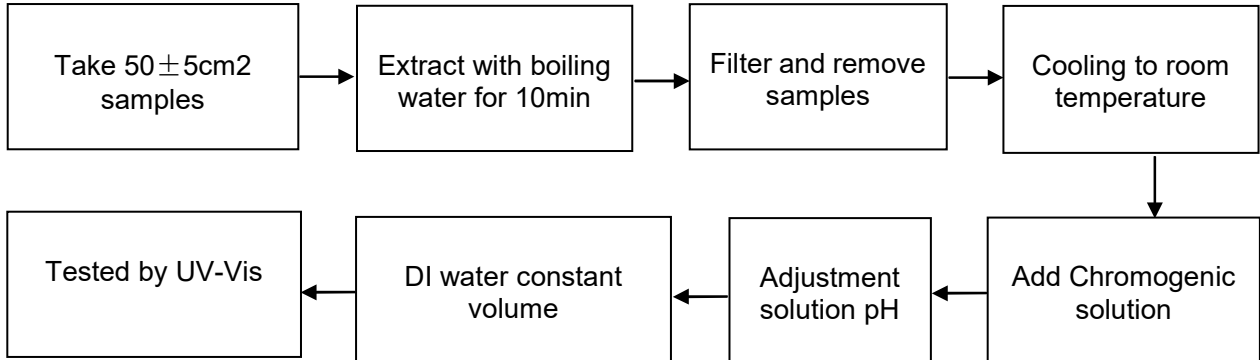 Take 50±5cm2
samples
Extract with boiling
water for 10min
Filter and remove
samples
Cooling to room
temperature
Add Chromogenic
solution
Adjustment
solution pH
DI water constant
volume
Tested by UV-Vis